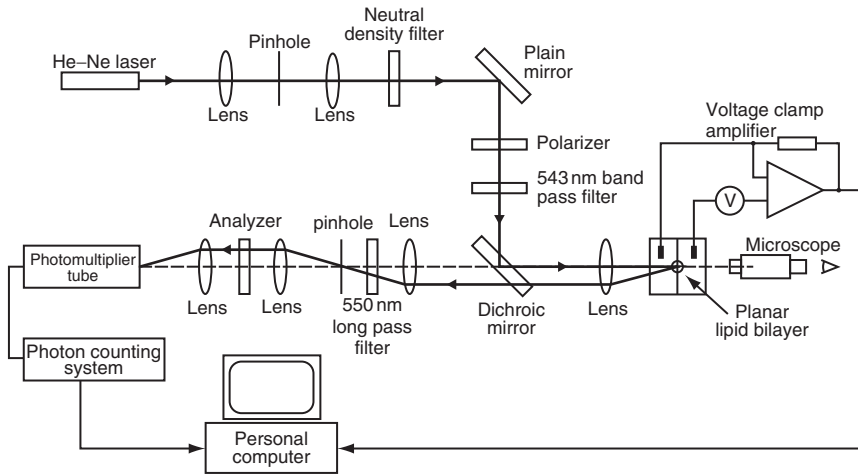 He–Ne laser
Lens
Pinhole
Lens
Neutral
density filter
Plain
mirror
Polarizer
543 nm band
pass filter
Voltage clamp
amplifier
V
Microscope
Planar
lipid bilayer
Lens
Dichroic
mirror
Lens
pinhole
550 nm
long pass
filter
Lens
Analyzer
Lens
Photomultiplier
tube
Photon counting
system
Personal
computer